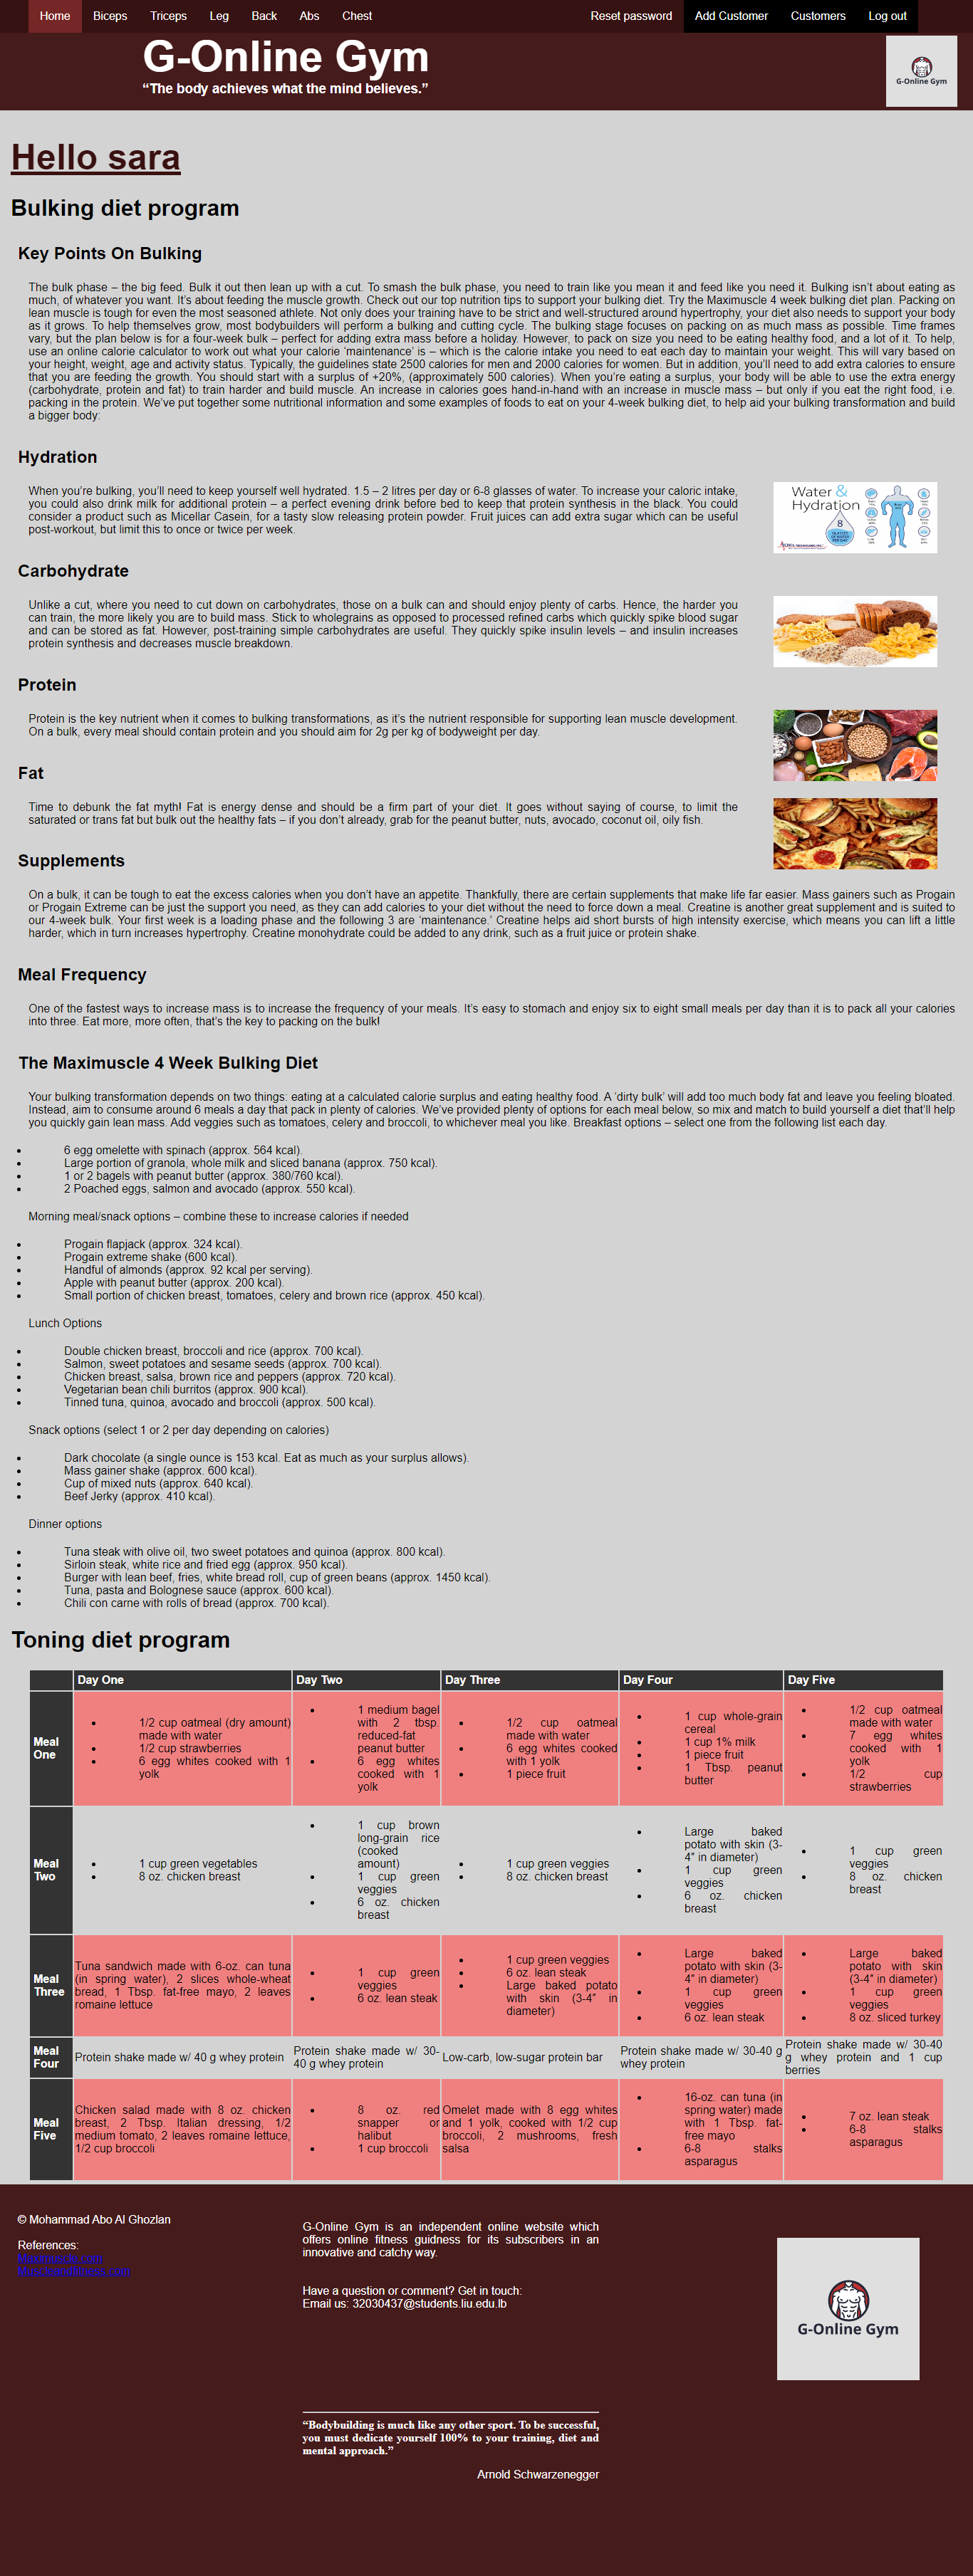 Home Biceps Triceps Leg Back Abs Chest Reset password Add Customer Customers Log out
G-Online Gym
“The body achieves what the mind believes.”
G-Online Gym
Hello sara
Bulking diet program
Key Points On Bulking
The bulk phase – the big feed. Bulk it out then lean up with a cut. To smash the bulk phase, you need to train like you mean it and feed like you need it. Bulking isn’t about eating as
much, of whatever you want. It’s about feeding the muscle growth. Check out our top nutrition tips to support your bulking diet. Try the Maximuscle 4 week bulking diet plan. Packing on
lean muscle is tough for even the most seasoned athlete. Not only does your training have to be strict and well-structured around hypertrophy, your diet also needs to support your body
as it grows. To help themselves grow, most bodybuilders will perform a bulking and cutting cycle. The bulking stage focuses on packing on as much mass as possible. Time frames
vary, but the plan below is for a four-week bulk – perfect for adding extra mass before a holiday. However, to pack on size you need to be eating healthy food, and a lot of it. To help,
use an online calorie calculator to work out what your calorie ‘maintenance’ is – which is the calorie intake you need to eat each day to maintain your weight. This will vary based on
your height, weight, age and activity status. Typically, the guidelines state 2500 calories for men and 2000 calories for women. But in addition, you’ll need to add extra calories to ensure
that you are feeding the growth. You should start with a surplus of +20%, (approximately 500 calories). When you’re eating a surplus, your body will be able to use the extra energy
(carbohydrate, protein and fat) to train harder and build muscle. An increase in calories goes hand-in-hand with an increase in muscle mass – but only if you eat the right food, i.e.
packing in the protein. We’ve put together some nutritional information and some examples of foods to eat on your 4-week bulking diet, to help aid your bulking transformation and build
a bigger body:
Hydration
When you’re bulking, you’ll need to keep yourself well hydrated. 1.5 – 2 litres per day or 6-8 glasses of water. To increase your caloric intake,
you could also drink milk for additional protein – a perfect evening drink before bed to keep that protein synthesis in the black. You could
consider a product such as Micellar Casein, for a tasty slow releasing protein powder. Fruit juices can add extra sugar which can be useful
post-workout, but limit this to once or twice per week.
Water &
Hydration
8
Carbohydrate
Unlike a cut, where you need to cut down on carbohydrates, those on a bulk can and should enjoy plenty of carbs. Hence, the harder you
can train, the more likely you are to build mass. Stick to wholegrains as opposed to processed refined carbs which quickly spike blood sugar
and can be stored as fat. However, post-training simple carbohydrates are useful. They quickly spike insulin levels – and insulin increases
protein synthesis and decreases muscle breakdown.
Protein
Protein is the key nutrient when it comes to bulking transformations, as it’s the nutrient responsible for supporting lean muscle development.
On a bulk, every meal should contain protein and you should aim for 2g per kg of bodyweight per day.
Fat
Time to debunk the fat myth! Fat is energy dense and should be a firm part of your diet. It goes without saying of course, to limit the
saturated or trans fat but bulk out the healthy fats – if you don’t already, grab for the peanut butter, nuts, avocado, coconut oil, oily fish.
Supplements
On a bulk, it can be tough to eat the excess calories when you don’t have an appetite. Thankfully, there are certain supplements that make life far easier. Mass gainers such as Progain
or Progain Extreme can be just the support you need, as they can add calories to your diet without the need to force down a meal. Creatine is another great supplement and is suited to
our 4-week bulk. Your first week is a loading phase and the following 3 are ‘maintenance.’ Creatine helps aid short bursts of high intensity exercise, which means you can lift a little
harder, which in turn increases hypertrophy. Creatine monohydrate could be added to any drink, such as a fruit juice or protein shake.
Meal Frequency
One of the fastest ways to increase mass is to increase the frequency of your meals. It’s easy to stomach and enjoy six to eight small meals per day than it is to pack all your calories
into three. Eat more, more often, that’s the key to packing on the bulk!
The Maximuscle 4 Week Bulking Diet
Your bulking transformation depends on two things: eating at a calculated calorie surplus and eating healthy food. A ‘dirty bulk’ will add too much body fat and leave you feeling bloated.
Instead, aim to consume around 6 meals a day that pack in plenty of calories. We’ve provided plenty of options for each meal below, so mix and match to build yourself a diet that’ll help
you quickly gain lean mass. Add veggies such as tomatoes, celery and broccoli, to whichever meal you like. Breakfast options – select one from the following list each day.
6 egg omelette with spinach (approx. 564 kcal).
Large portion of granola, whole milk and sliced banana (approx. 750 kcal).
1 or 2 bagels with peanut butter (approx. 380/760 kcal).
2 Poached eggs, salmon and avocado (approx. 550 kcal).
Morning meal/snack options – combine these to increase calories if needed
Progain flapjack (approx. 324 kcal).
Progain extreme shake (600 kcal).
Handful of almonds (approx. 92 kcal per serving).
Apple with peanut butter (approx. 200 kcal).
Small portion of chicken breast, tomatoes, celery and brown rice (approx. 450 kcal).
Lunch Options
Double chicken breast, broccoli and rice (approx. 700 kcal).
Salmon, sweet potatoes and sesame seeds (approx. 700 kcal).
Chicken breast, salsa, brown rice and peppers (approx. 720 kcal).
Vegetarian bean chili burritos (approx. 900 kcal).
Tinned tuna, quinoa, avocado and broccoli (approx. 500 kcal).
Snack options (select 1 or 2 per day depending on calories)
Dark chocolate (a single ounce is 153 kcal. Eat as much as your surplus allows).
Mass gainer shake (approx. 600 kcal).
Cup of mixed nuts (approx. 640 kcal).
Beef Jerky (approx. 410 kcal).
Dinner options
Tuna steak with olive oil, two sweet potatoes and quinoa (approx. 800 kcal).
Sirloin steak, white rice and fried egg (approx. 950 kcal).
Burger with lean beef, fries, white bread roll, cup of green beans (approx. 1450 kcal).
Tuna, pasta and Bolognese sauce (approx. 600 kcal).
Chili con carne with rolls of bread (approx. 700 kcal).
Toning diet program
Day One Day Two Day Three Day Four Day Five
Meal
One
1/2 cup oatmeal (dry amount)
made with water
1/2 cup strawberries
6 egg whites cooked with 1
yolk
1 medium bagel
with 2 tbsp.
reduced-fat
peanut butter
6 egg whites
cooked with 1
yolk
1/2 cup oatmeal
made with water
6 egg whites cooked
with 1 yolk
1 piece fruit
1 cup whole-grain
cereal
1 cup 1% milk
1 piece fruit
1 Tbsp. peanut
butter
1/2 cup oatmeal
made with water
7 egg whites
cooked with 1
yolk
1/2 cup
strawberries
Meal
Two
1 cup green vegetables
8 oz. chicken breast
1 cup brown
long-grain rice
(cooked
amount)
1 cup green
veggies
6 oz. chicken
breast
1 cup green veggies
8 oz. chicken breast
Large baked
potato with skin (3-
4″ in diameter)
1 cup green
veggies
6 oz. chicken
breast
1 cup green
veggies
8 oz. chicken
breast
Meal
Three
Tuna sandwich made with 6-oz. can tuna
(in spring water), 2 slices whole-wheat
bread, 1 Tbsp. fat-free mayo, 2 leaves
romaine lettuce
1 cup green
veggies
6 oz. lean steak
1 cup green veggies
6 oz. lean steak
Large baked potato
with skin (3-4″ in
diameter)
Large baked
potato with skin (3-
4″ in diameter)
1 cup green
veggies
6 oz. lean steak
Large baked
potato with skin
(3-4″ in diameter)
1 cup green
veggies
8 oz. sliced turkey
Meal
Four
Protein shake made w/ 40 g whey protein
Protein shake made w/ 30-
40 g whey protein
Low-carb, low-sugar protein bar
Protein shake made w/ 30-40 g
whey protein
Protein shake made w/ 30-40
g whey protein and 1 cup
berries
Meal
Five
Chicken salad made with 8 oz. chicken
breast, 2 Tbsp. Italian dressing, 1/2
medium tomato, 2 leaves romaine lettuce,
1/2 cup broccoli
8 oz. red
snapper or
halibut
1 cup broccoli
Omelet made with 8 egg whites
and 1 yolk, cooked with 1/2 cup
broccoli, 2 mushrooms, fresh
salsa
16-oz. can tuna (in
spring water) made
with 1 Tbsp. fat-
free mayo
6-8 stalks
asparagus
7 oz. lean steak
6-8 stalks
asparagus
© Mohammad Abo Al Ghozlan
References:
G-Online Gym is an independent online website which
offers online fitness guidness for its subscribers in an
innovative and catchy way.
Have a question or comment? Get in touch:
Email us: 32030437@students.liu.edu.lb
G-Online Gym
“Bodybuilding is much like any other sport. To be successful,
you must dedicate yourself 100% to your training, diet and
mental approach.”
Arnold Schwarzenegger